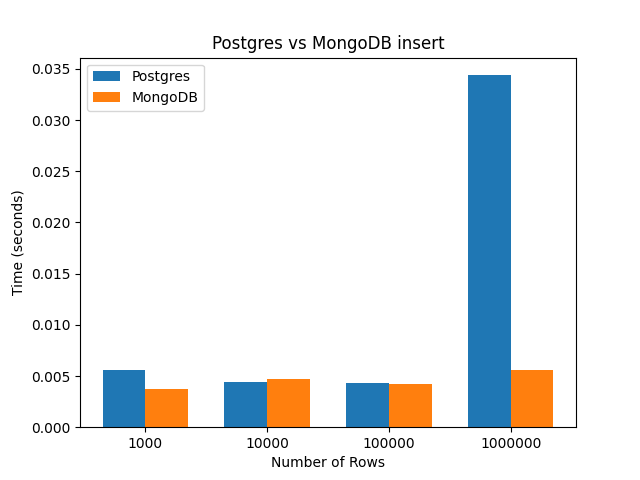 Postgres vs MongoDB insert
Postgres
MongoDB
0.035
0.030
0.025
0.020
0.015
0.010
0.005
0.000
Time (seconds)
1000 10000 100000 1000000
Number of Rows